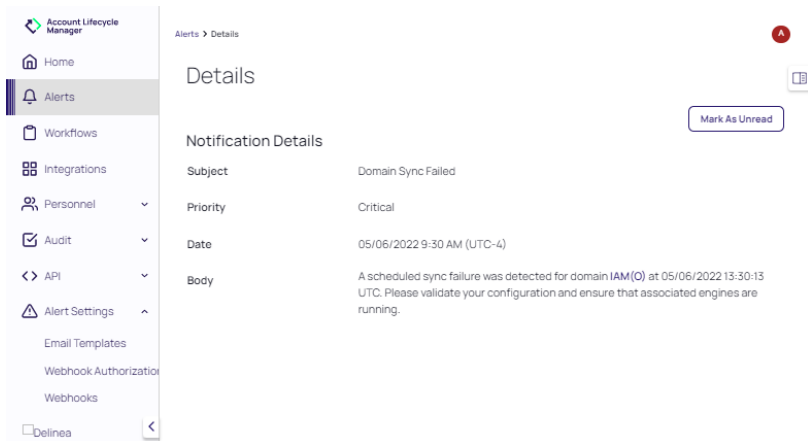 Account Lifecycle
Manager
Home
Alerts
Workflows
Integrations
Personnel
Audit
API
Alert Settings
Email Templates
Webhook Authorization
Webhooks
Delinea
Alerts > Details
A
Details
Mark As Unread
Notification Details
Subject Domain Sync Failed
Priority Critical
Date 05/06/2022 9:30 AM (UTC-4)
Body A scheduled sync failure was detected for domain IAM(O) at 05/06/2022 13:30:13
UTC. Please validate your configuration and ensure that associated engines are
running.